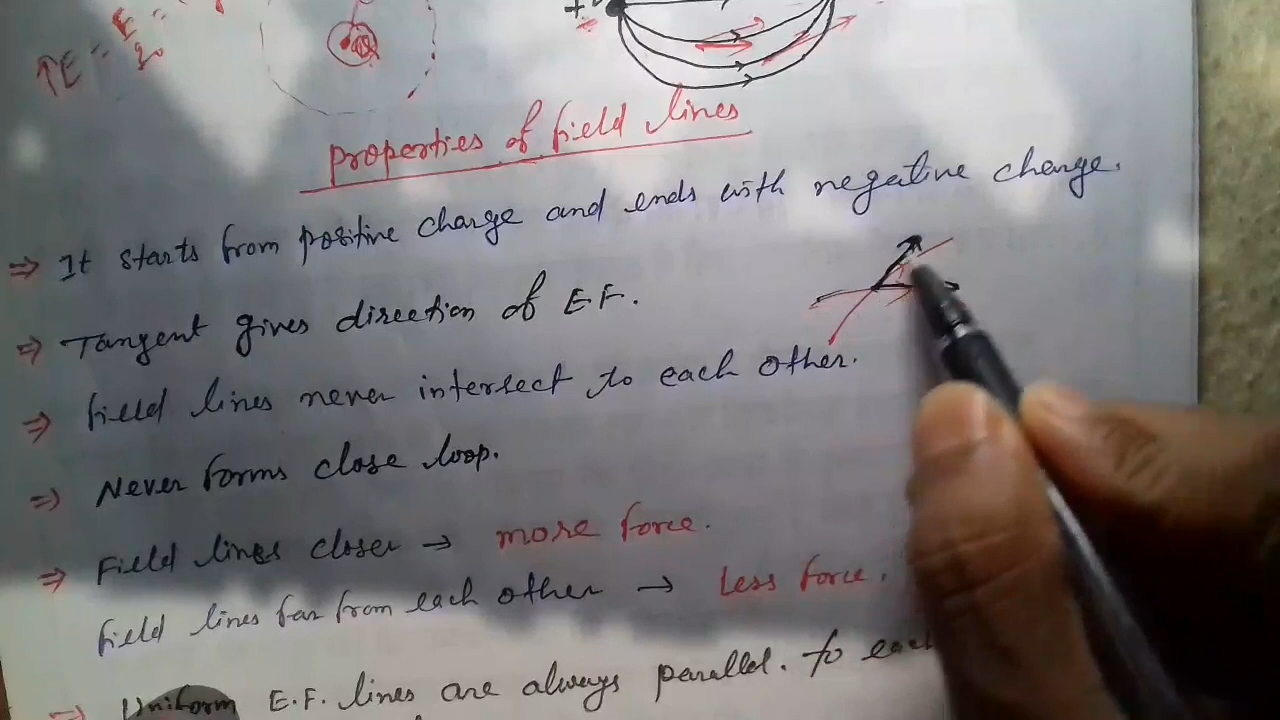 ↑E = E
q0
+
Properties of field lines
⇒ It starts from positive charge and ends with negative charge.
⇒ Tangent gives direction of EF.
⇒ field lines never intersect to each other.
⇒ Never forms close loop.
⇒ Field lines closer → more force.
field lines far from each other → Less force.
⇒ Uniform E.F. lines are always parallel. to each